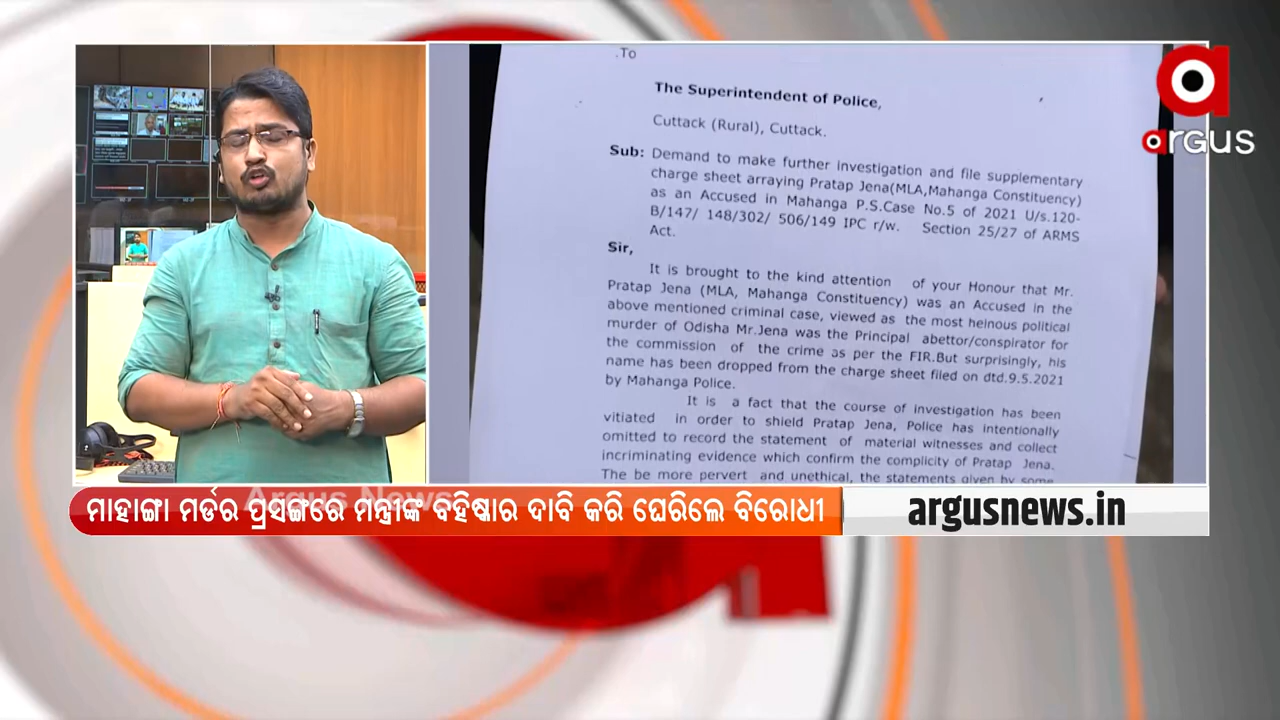 .To
The Superintendent of Police,
Cuttack (Rural), Cuttack.
Sub: Demand to make further investigation and file supplementary
charge sheet arraying Pratap Jena(MLA,Mahanga Constituency)
as an Accused in Mahanga P.S.Case No.5 of 2021 U/s.120-
B/147/ 148/302/ 506/149 IPC r/w. Section 25/27 of ARMS
Act.
Sir,
It is brought to the kind attention of your Honour that Mr.
Pratap Jena (MLA, Mahanga Constituency) was an Accused in the
above mentioned criminal case, viewed as the most heinous political
murder of Odisha Mr.Jena was the Principal abettor/conspirator for
the commission of the crime as per the FIR.But surprisingly, his
name has been dropped from the charge sheet filed on dtd.9.5.2021
by Mahanga Police.
It is a fact that the course of investigation has been
vitiated in order to shield Pratap Jena, Police has intentionally
omitted to record the statement of material witnesses and collect
incriminating evidence which confirm the complicity of Pratap Jena.
The be more pervert and unethical, the statements given by some
argus
Argus News
ମାହାଙ୍ଗା ମର୍ଡର ପ୍ରସଙ୍ଗରେ ମନ୍ତ୍ରୀଙ୍କ ବହିଷ୍କାର ଦାବି କରି ଘେରିଲେ ବିରୋଧୀ
argusnews.in